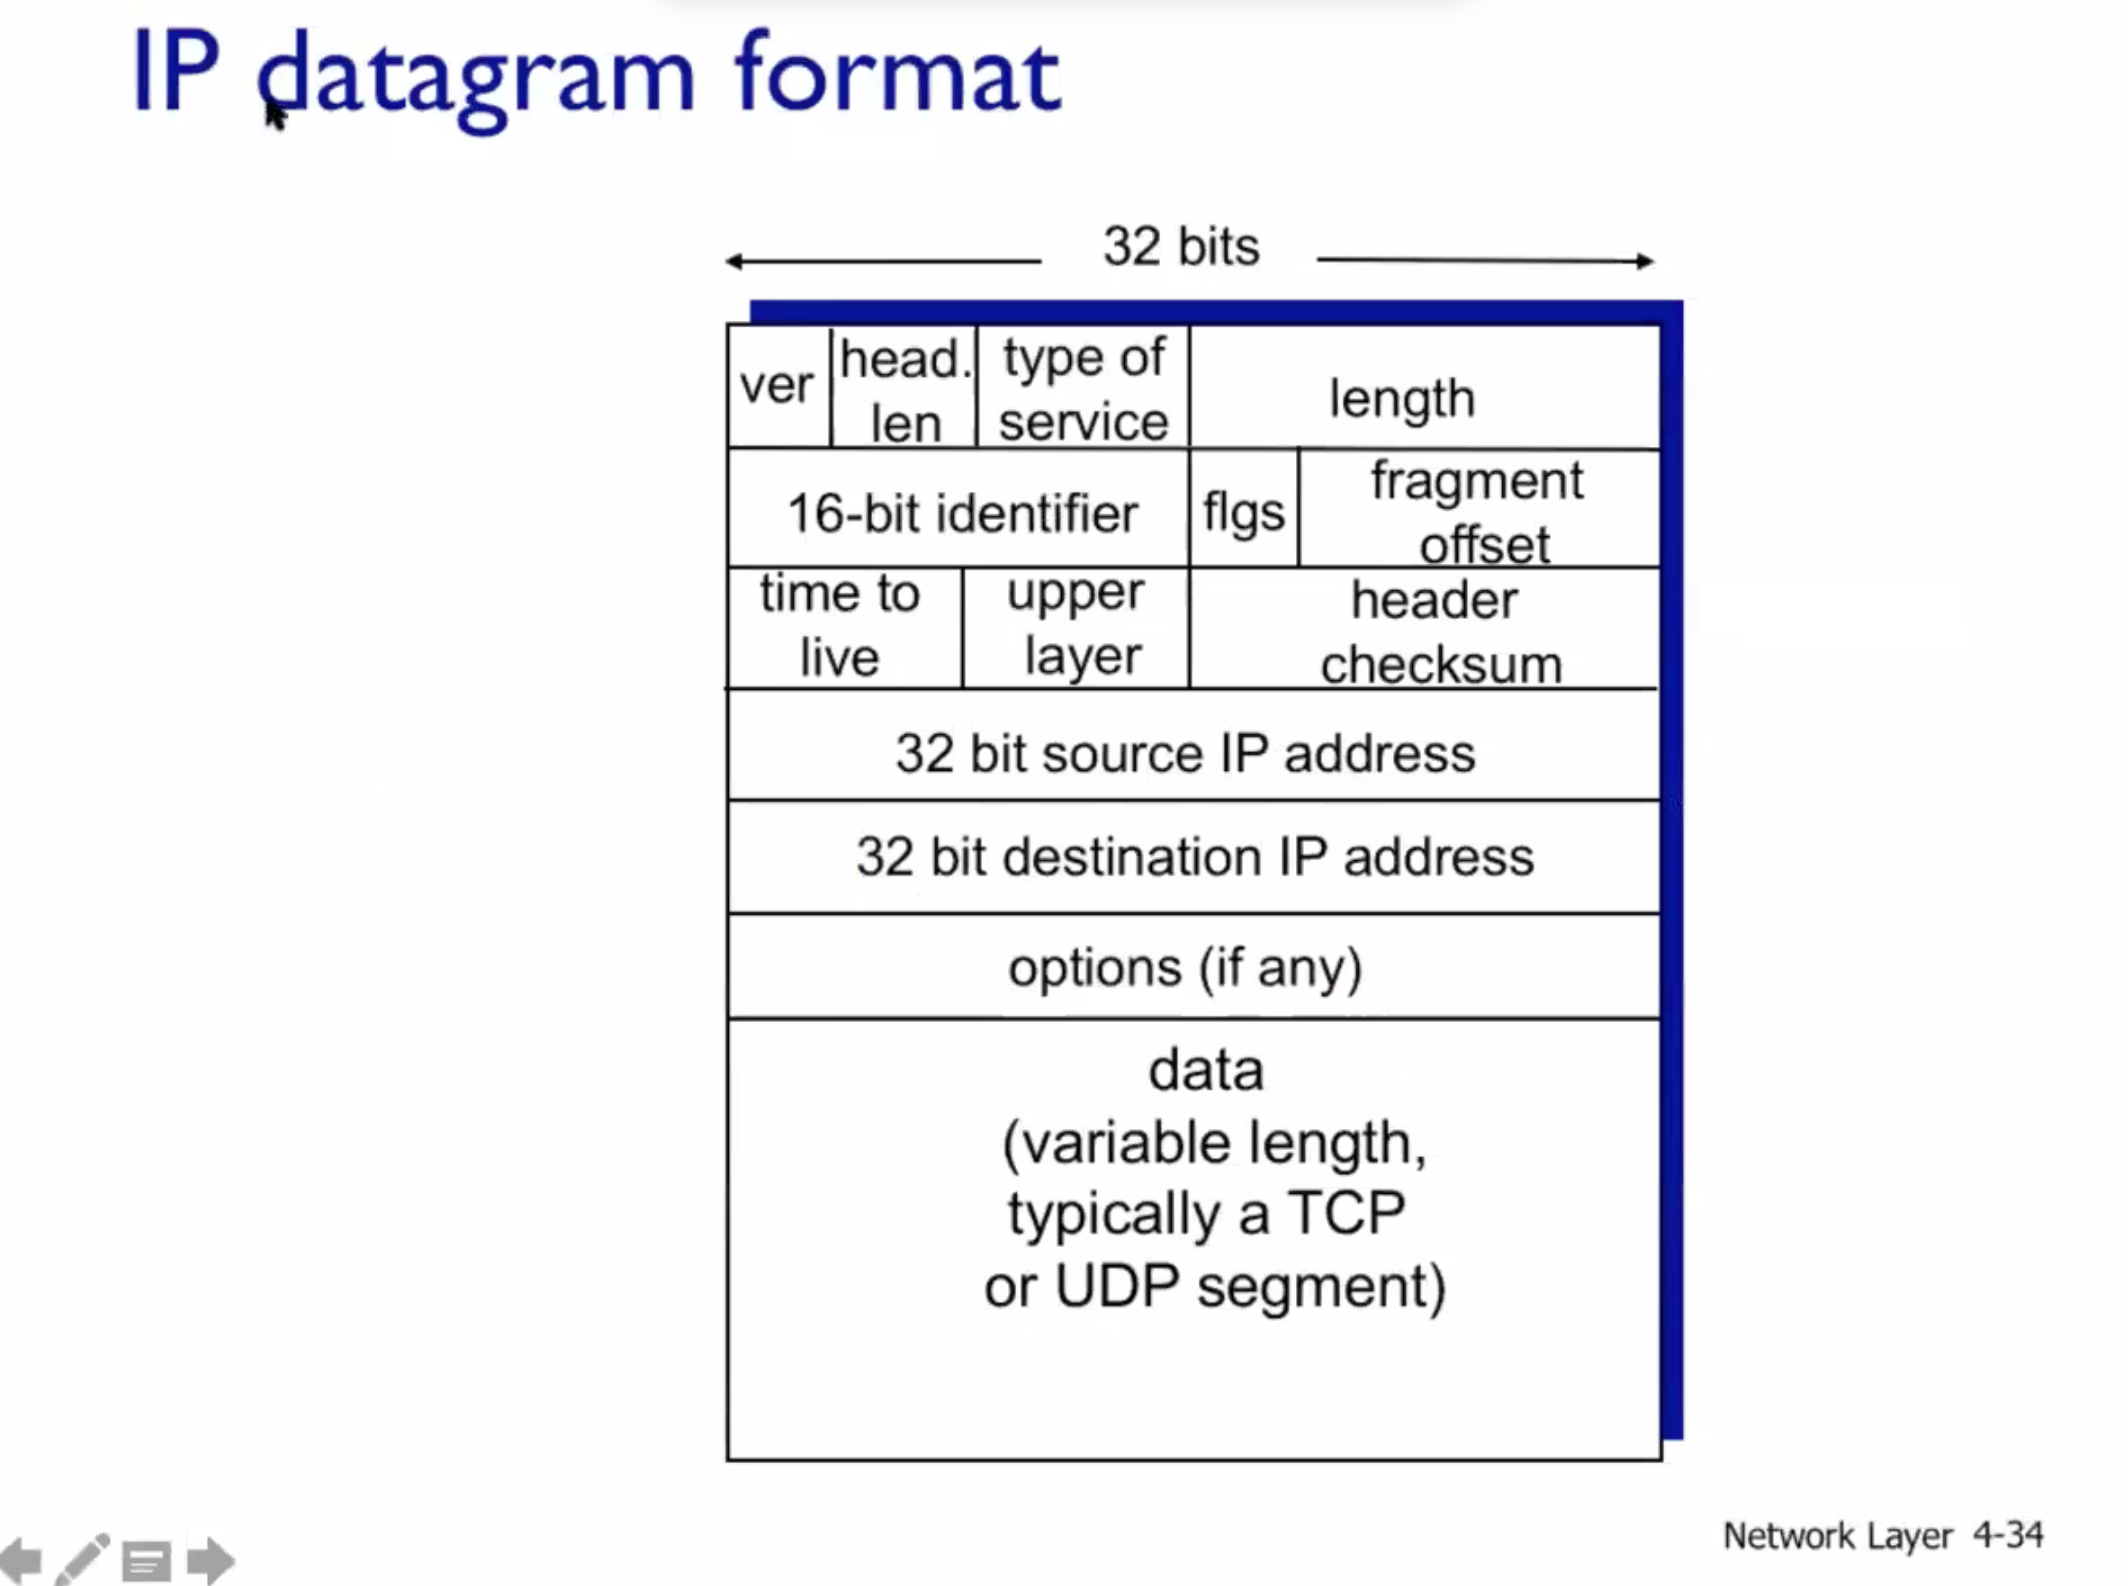 IP datagram format
32 bits
ver
head.
len
type of
service
length
16-bit identifier
flgs
fragment
offset
time to
live
upper
layer
header
checksum
32 bit source IP address
32 bit destination IP address
options (if any)
data
(variable length,
typically a TCP
or UDP segment)
Network Layer 4-34